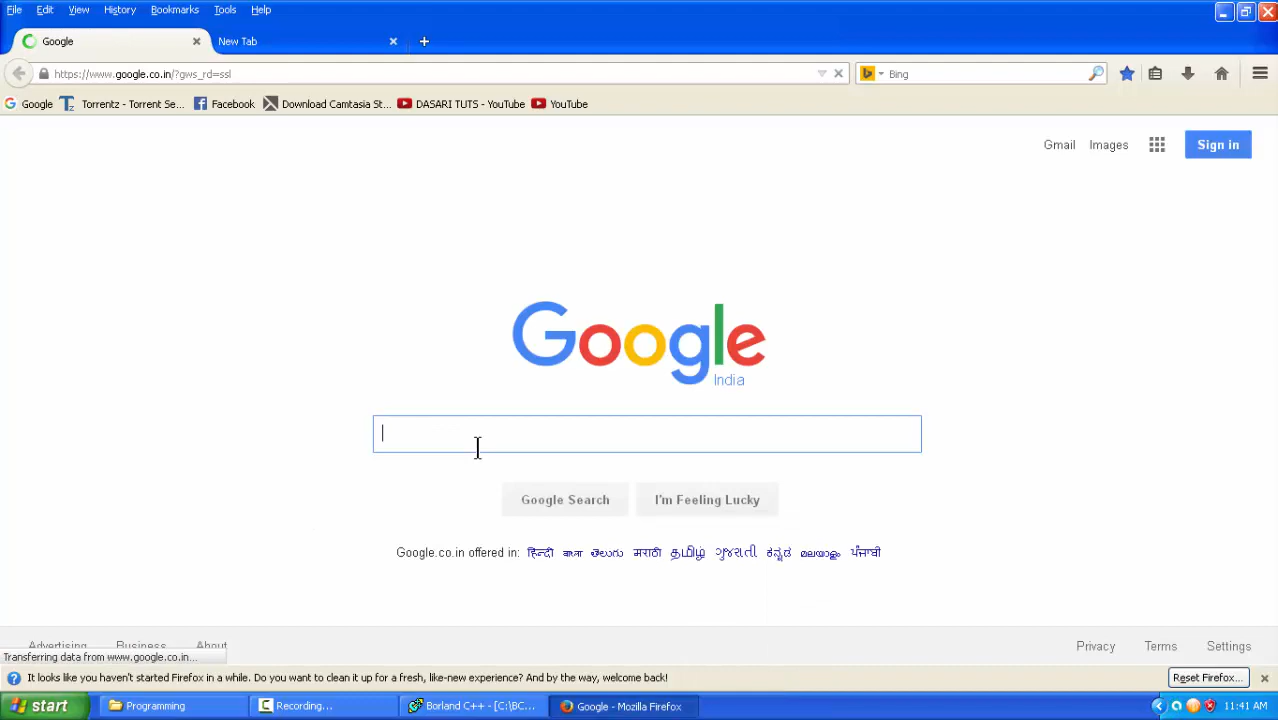 File Edit View History Bookmarks Tools Help
Google New Tab
https://www.google.co.in/?gws_rd=ssl Bing
Google Torrentz - Torrent Se... Facebook Download Camtasia St... DASARI TUTS - YouTube YouTube
Gmail Images Sign in
Google
India
Google Search I'm Feeling Lucky
Google.co.in offered in: हिन्दी বাংলা తెలుగు मराठी தமிழ் ગુજરાતી ಕನ್ನಡ മലയാളം ਪੰਜਾਬੀ
Advertising Business About Privacy Terms Settings
Transferring data from www.google.co.in...
It looks like you haven't started Firefox in a while. Do you want to clean it up for a fresh, like-new experience? And by the way, welcome back! Reset Firefox...
start Programming Recording... Borland C++ - [C:\BC... Google - Mozilla Firefox 11:41 AM